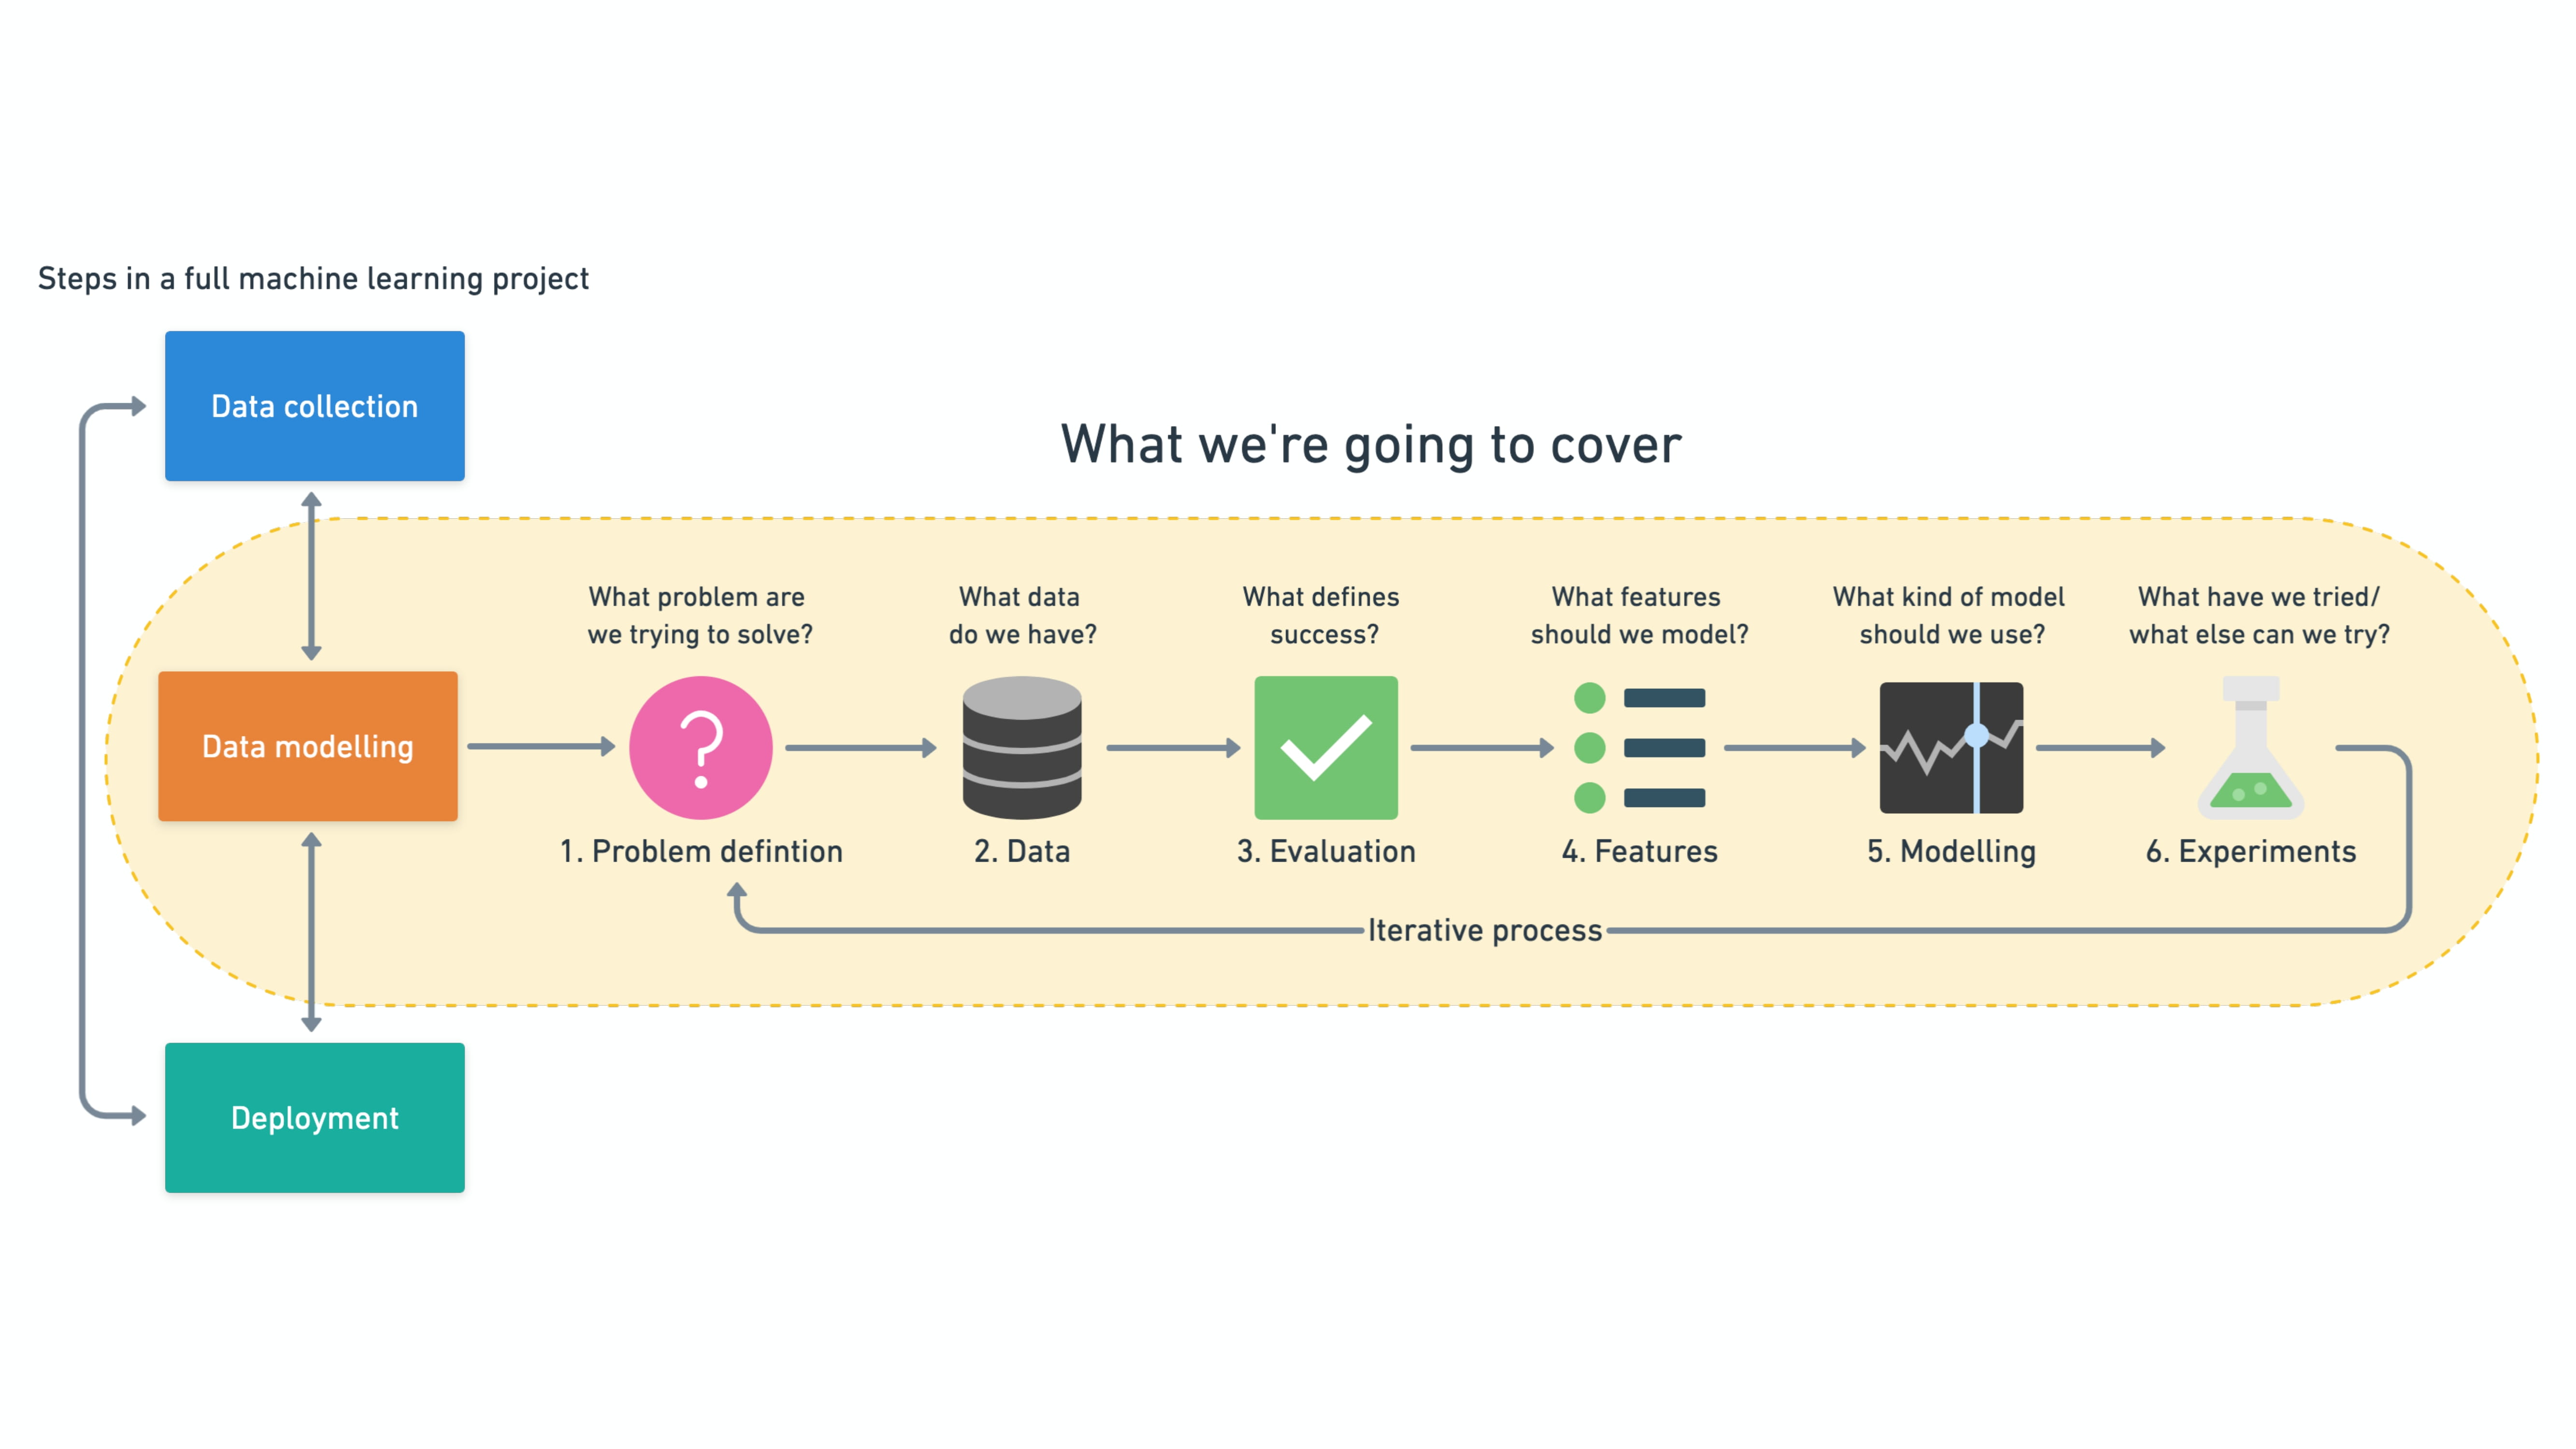 Steps in a full machine learning project
Data collection
What we're going to cover
What problem are
we trying to solve?
What data
do we have?
What defines
success?
What features
should we model?
What kind of model
should we use?
What have we tried/
what else can we try?
Data modelling
1. Problem defintion
2. Data
3. Evaluation
4. Features
5. Modelling
6. Experiments
Iterative process
Deployment